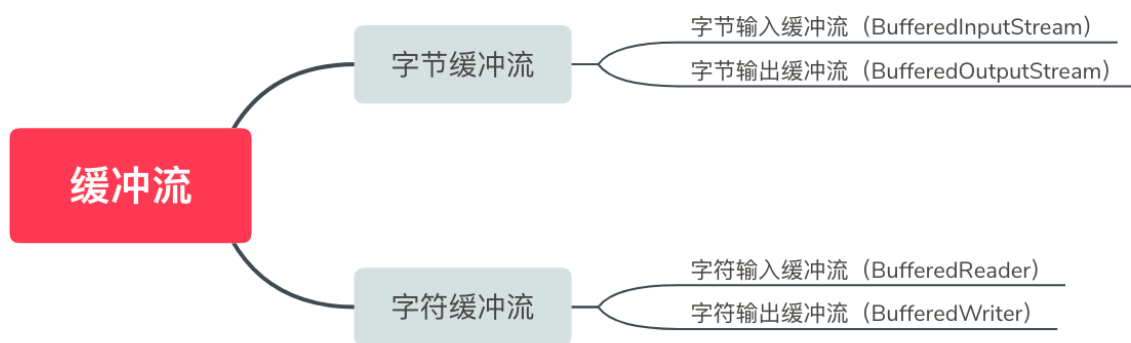 缓冲流
字节缓冲流
字节输入缓冲流（BufferedInputStream）
字节输出缓冲流（BufferedOutputStream）
字符缓冲流
字符输入缓冲流（BufferedReader）
字符输出缓冲流（BufferedWriter）